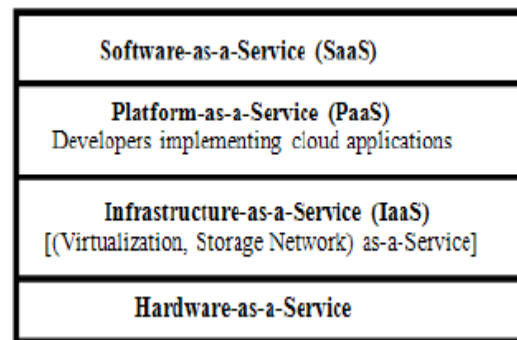 Software-as-a-Service (SaaS)
Platform-as-a-Service (PaaS)
Developers implementing cloud applications
Infrastructure-as-a-Service (IaaS)
[(Virtualization, Storage Network) as-a-Service]
Hardware-as-a-Service